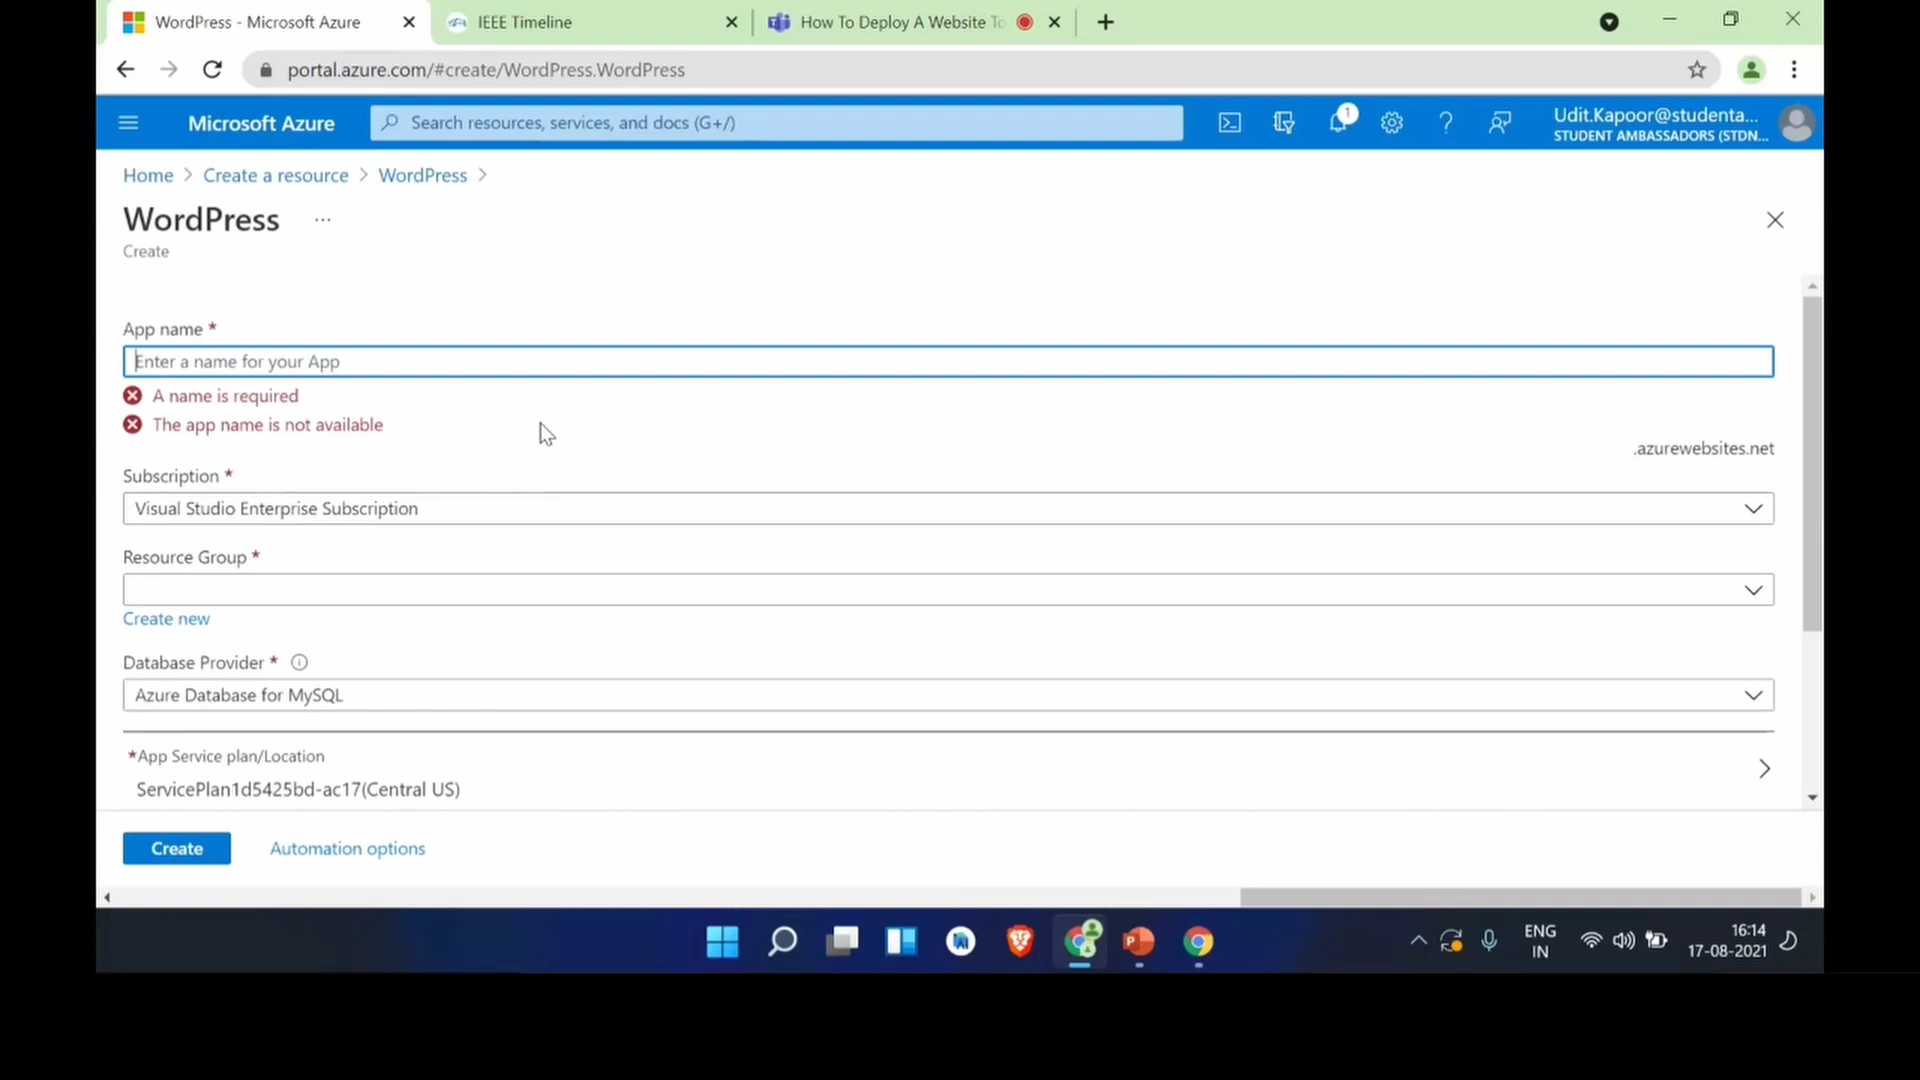 WordPress - Microsoft Azure
IEEE Timeline
How To Deploy A Website To
portal.azure.com/#create/WordPress.WordPress
Microsoft Azure
Search resources, services, and docs (G+/)
1
Udit.Kapoor@studenta...
STUDENT AMBASSADORS (STDN...
Home > Create a resource > WordPress >
WordPress ...
Create
App name *
Enter a name for your App
A name is required
The app name is not available
.azurewebsites.net
Subscription *
Visual Studio Enterprise Subscription
Resource Group *
Create new
Database Provider *
Azure Database for MySQL
*App Service plan/Location
ServicePlan1d5425bd-ac17(Central US)
Create
Automation options
ENG
IN
16:14
17-08-2021